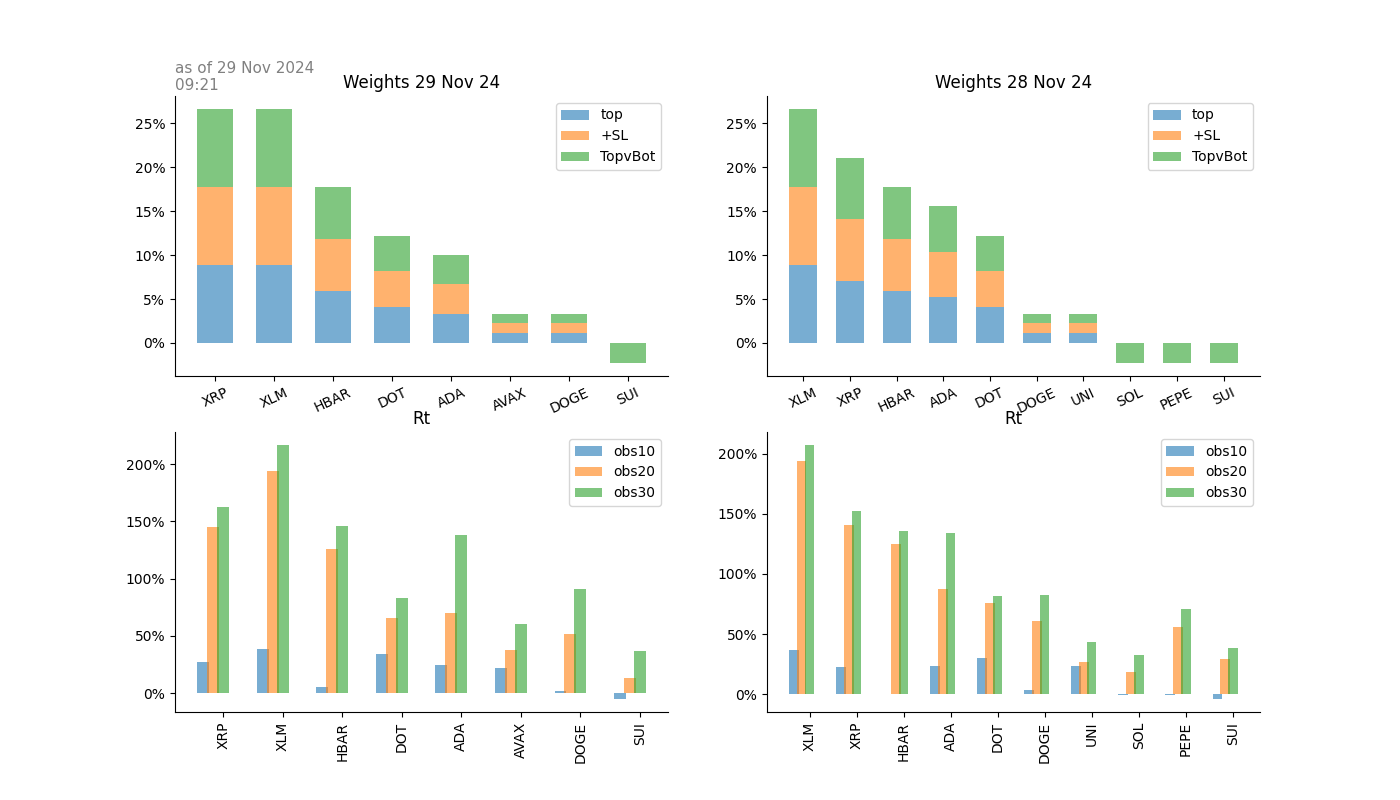 as of 29 Nov 2024
09:21
Weights 29 Nov 24
25%
20%
15%
10%
5%
0%
top
+SL
TopvBot
XRP XLM HBAR DOT ADA AVAX DOGE SUI
Weights 28 Nov 24
25%
20%
15%
10%
5%
0%
top
+SL
TopvBot
XLM XRP HBAR ADA DOT DOGE UNI SOL PEPE SUI
Rt
200%
150%
100%
50%
0%
obs10
obs20
obs30
XRP XLM HBAR DOT ADA AVAX DOGE SUI
Rt
200%
150%
100%
50%
0%
obs10
obs20
obs30
XLM XRP HBAR ADA DOT DOGE UNI SOL PEPE SUI